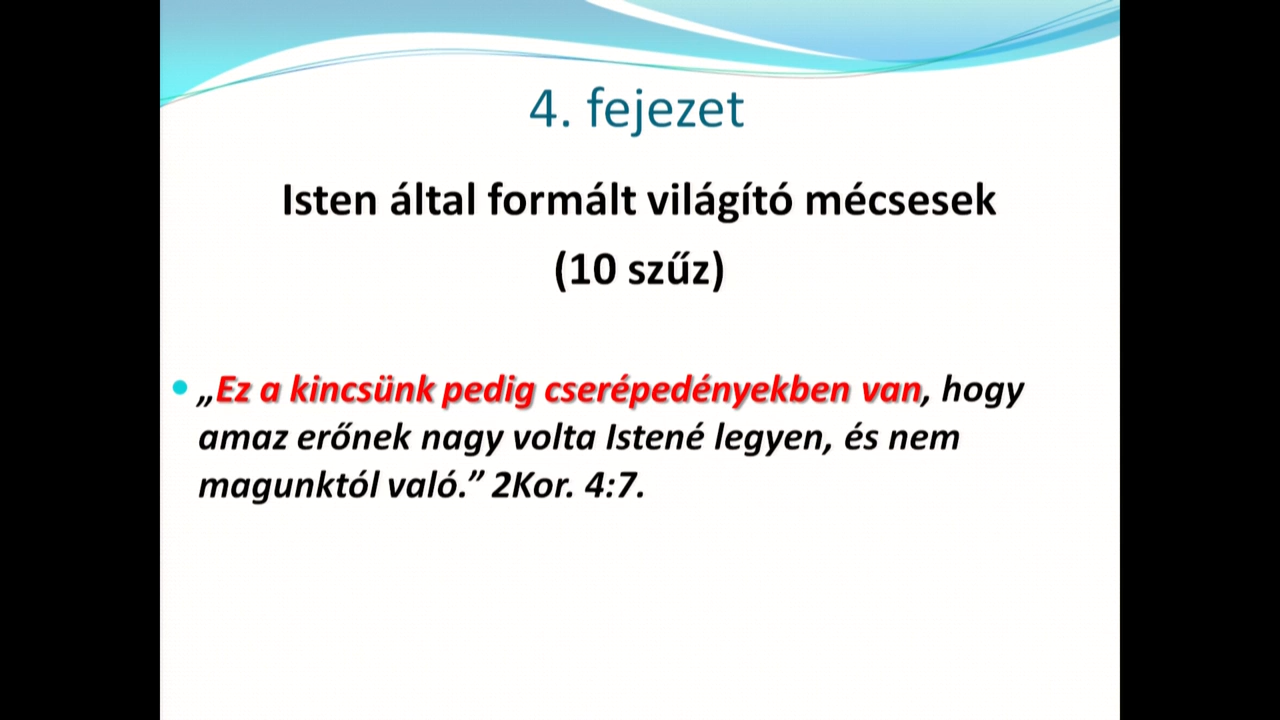 4. fejezet
Isten által formált világító mécsesek
(10 szűz)
„Ez a kincsünk pedig cserépedényekben van, hogy
amaz erőnek nagy volta Istené legyen, és nem
magunktól való.” 2Kor. 4:7.